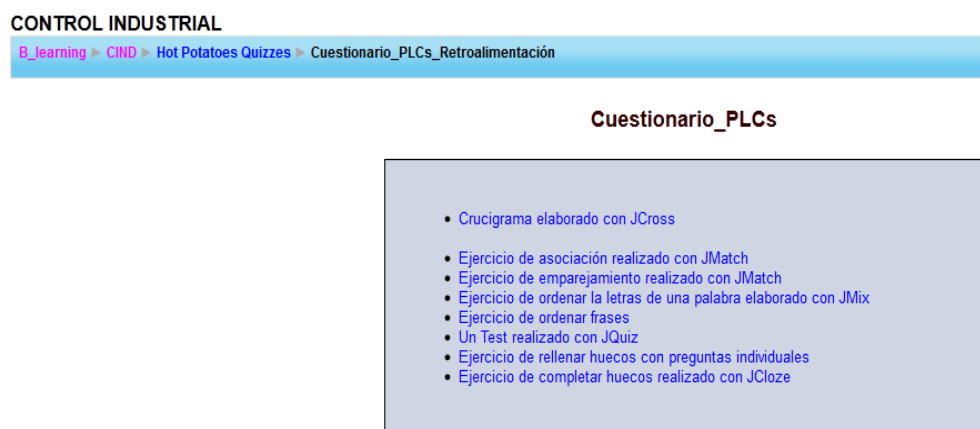 CONTROL INDUSTRIAL
B_learning ► CIND ► Hot Potatoes Quizzes ► Cuestionario_PLCs_Retroalimentación
Cuestionario_PLCs
• Crucigrama elaborado con JCross
• Ejercicio de asociación realizado con JMatch
• Ejercicio de emparejamiento realizado con JMatch
• Ejercicio de ordenar la letras de una palabra elaborado con JMix
• Ejercicio de ordenar frases
• Un Test realizado con JQuiz
• Ejercicio de rellenar huecos con preguntas individuales
• Ejercicio de completar huecos realizado con JCloze